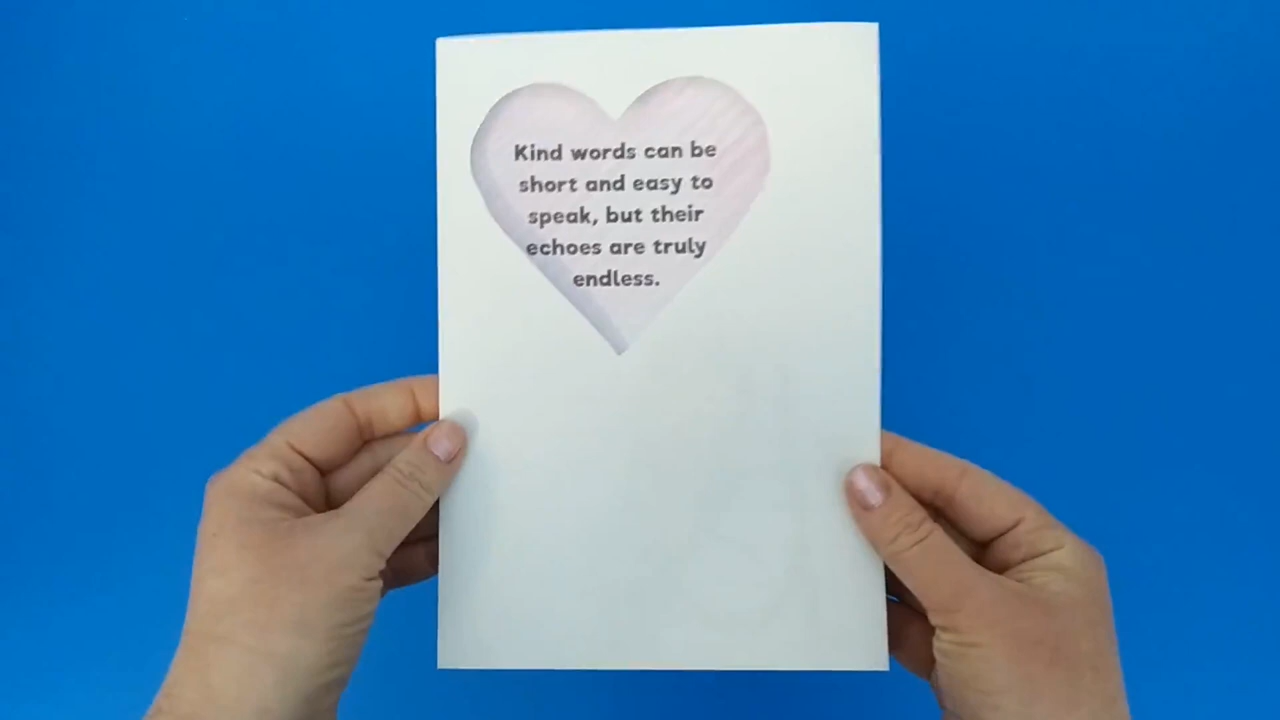 Kind words can be
short and easy to
speak, but their
echoes are truly
endless.